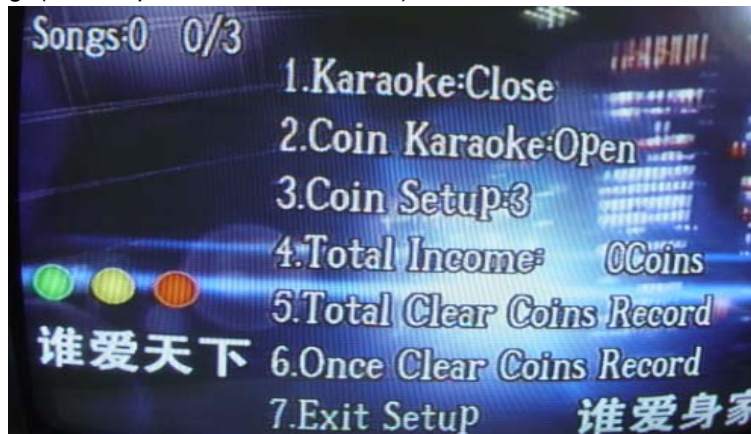 Songs:0 0/3
1.Karaoke:Close
2.Coin Karaoke:Open
3.Coin Setup:3
4.Total Income: 0Coins
5.Total Clear Coins Record
谁爱天下
6.Once Clear Coins Record
7.Exit Setup
谁爱身家